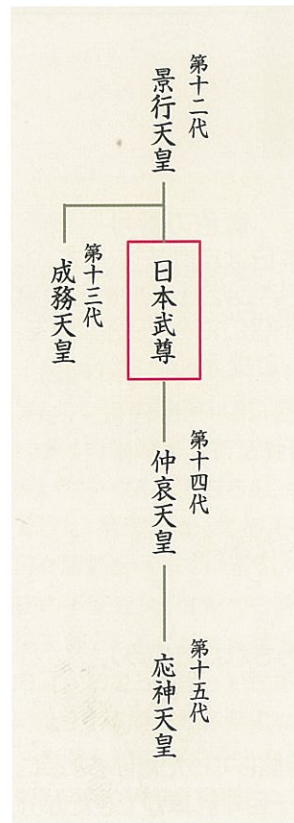 第十二代
景行天皇
日本武尊
第十三代
成務天皇
第十四代
仲哀天皇
第十五代
応神天皇